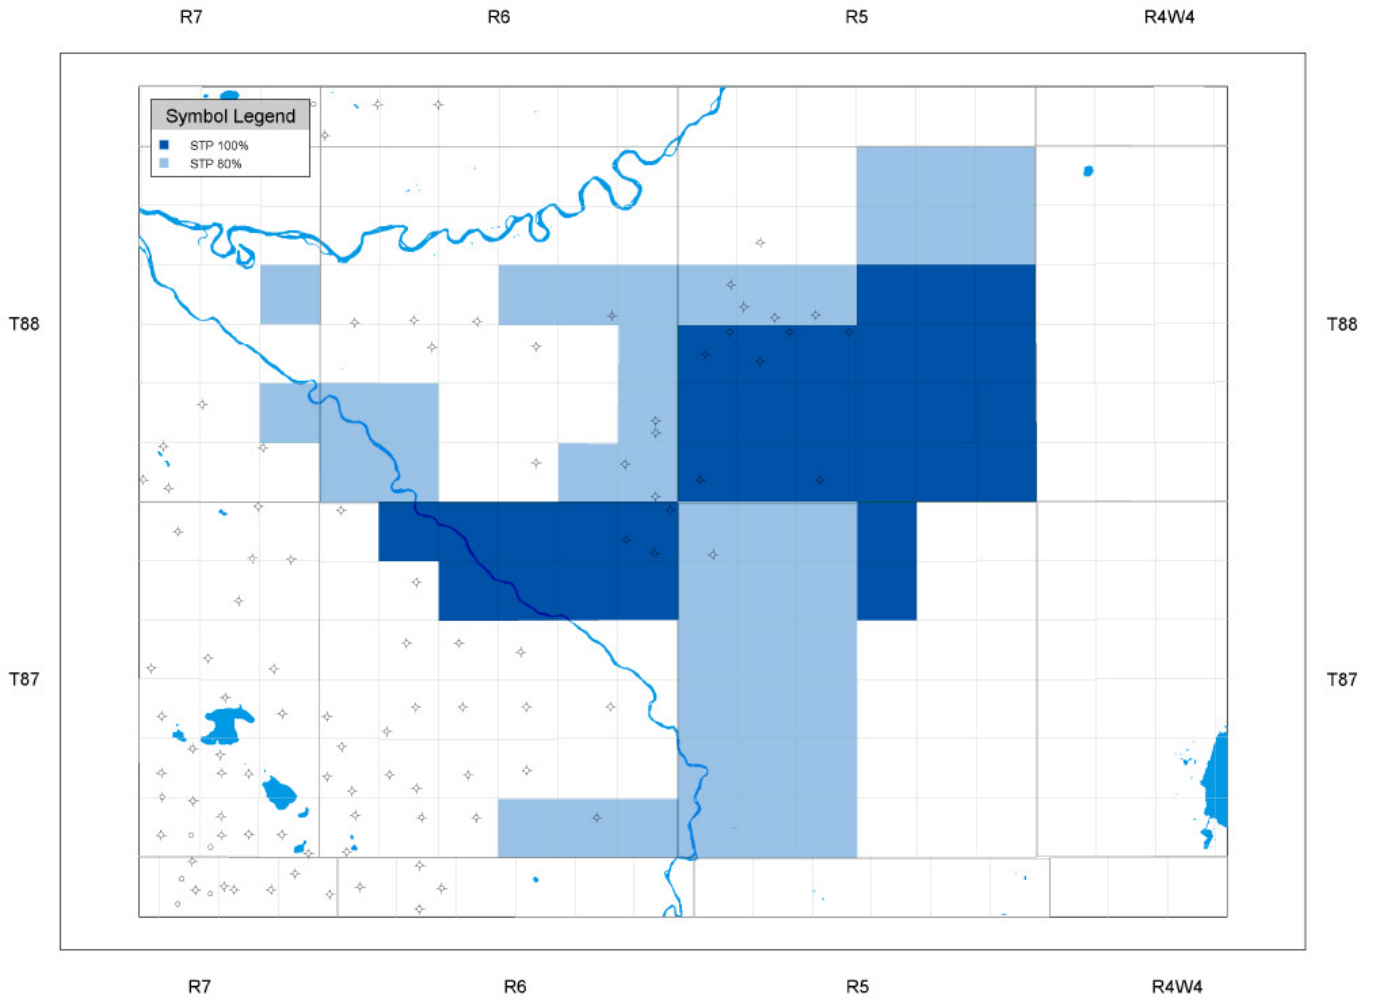 R7 R6 R5 R4W4
Symbol Legend
STP 100%
STP 80%
T88 T88
T87 T87
R7 R6 R5 R4W4